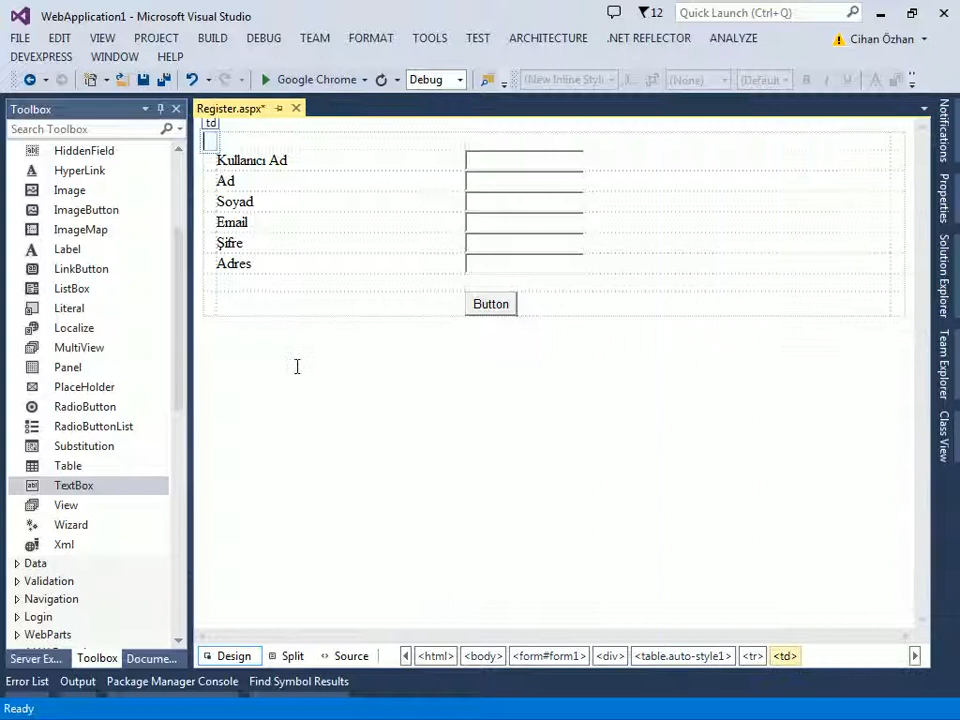 WebApplication1 - Microsoft Visual Studio
12
Quick Launch (Ctrl+Q)
FILE EDIT VIEW PROJECT BUILD DEBUG TEAM FORMAT TOOLS TEST ARCHITECTURE .NET REFLECTOR ANALYZE
Cihan Özhan
DEVEXPRESS WINDOW HELP
Google Chrome
Debug
(New Inline Styl
(None)
(Default
B I U A
Toolbox
Register.aspx*
Search Toolbox
td
HiddenField
HyperLink
Image
ImageButton
ImageMap
Label
LinkButton
ListBox
Literal
Localize
MultiView
Panel
PlaceHolder
RadioButton
RadioButtonList
Substitution
Table
TextBox
View
Wizard
Xml
Data
Validation
Navigation
Login
WebParts
Kullanıcı Ad
Ad
Soyad
Email
Şifre
Adres
Button
Notifications
Properties
Solution Explorer
Team Explorer
Class View
Server Ex... Toolbox Docume...
Design Split Source
<html> <body> <form#form1> <div> <table.auto-style1> <tr> <td>
Error List Output Package Manager Console Find Symbol Results
Ready